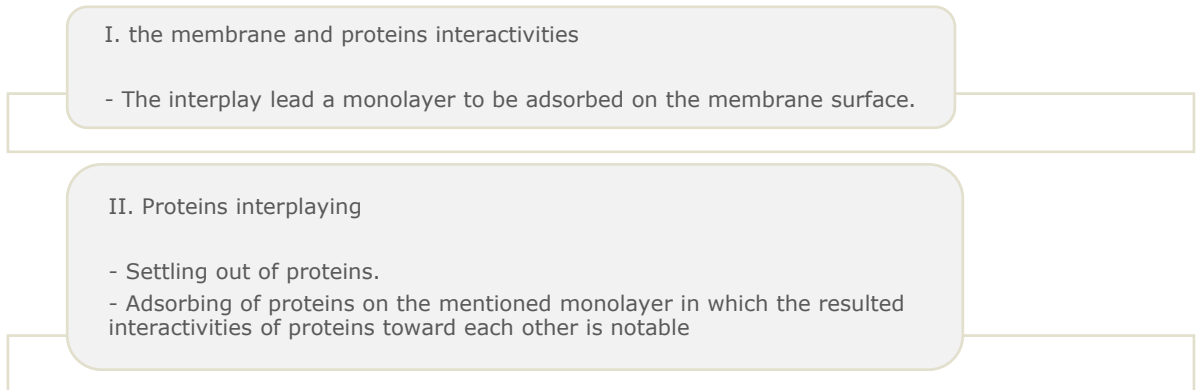 I. the membrane and proteins interactivities
- The interplay lead a monolayer to be adsorbed on the membrane surface.
II. Proteins interplaying
- Settling out of proteins.
- Adsorbing of proteins on the mentioned monolayer in which the resulted
interactivities of proteins toward each other is notable